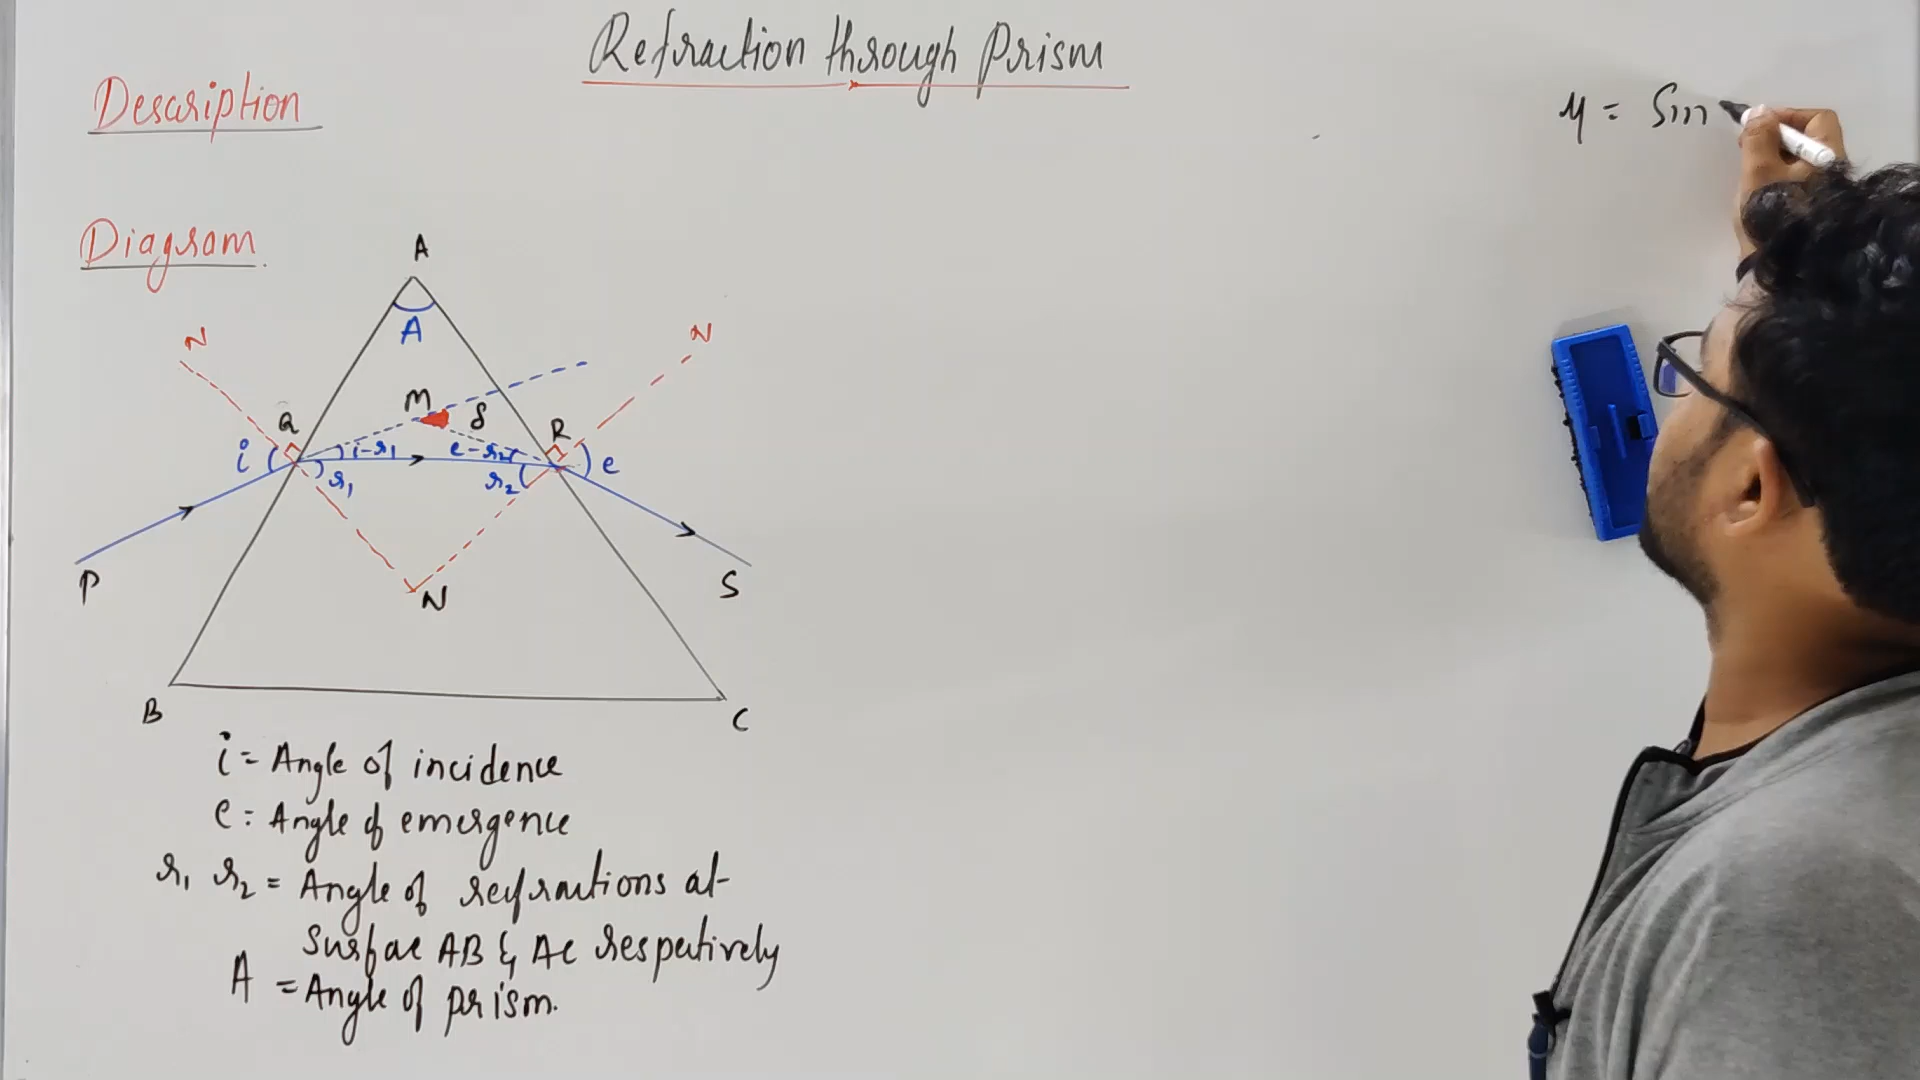 Refraction through Prism
Description
μ = Sin
Diagram
A
A
N
N
M
δ
Q
R
i
i-r₁
e-r₂
e
r₁
r₂
P
N
S
B
C
i = Angle of incidence
e = Angle of emergence
r₁ r₂ = Angle of refractions at
Surfac AB & AC respectively
A = Angle of prism.